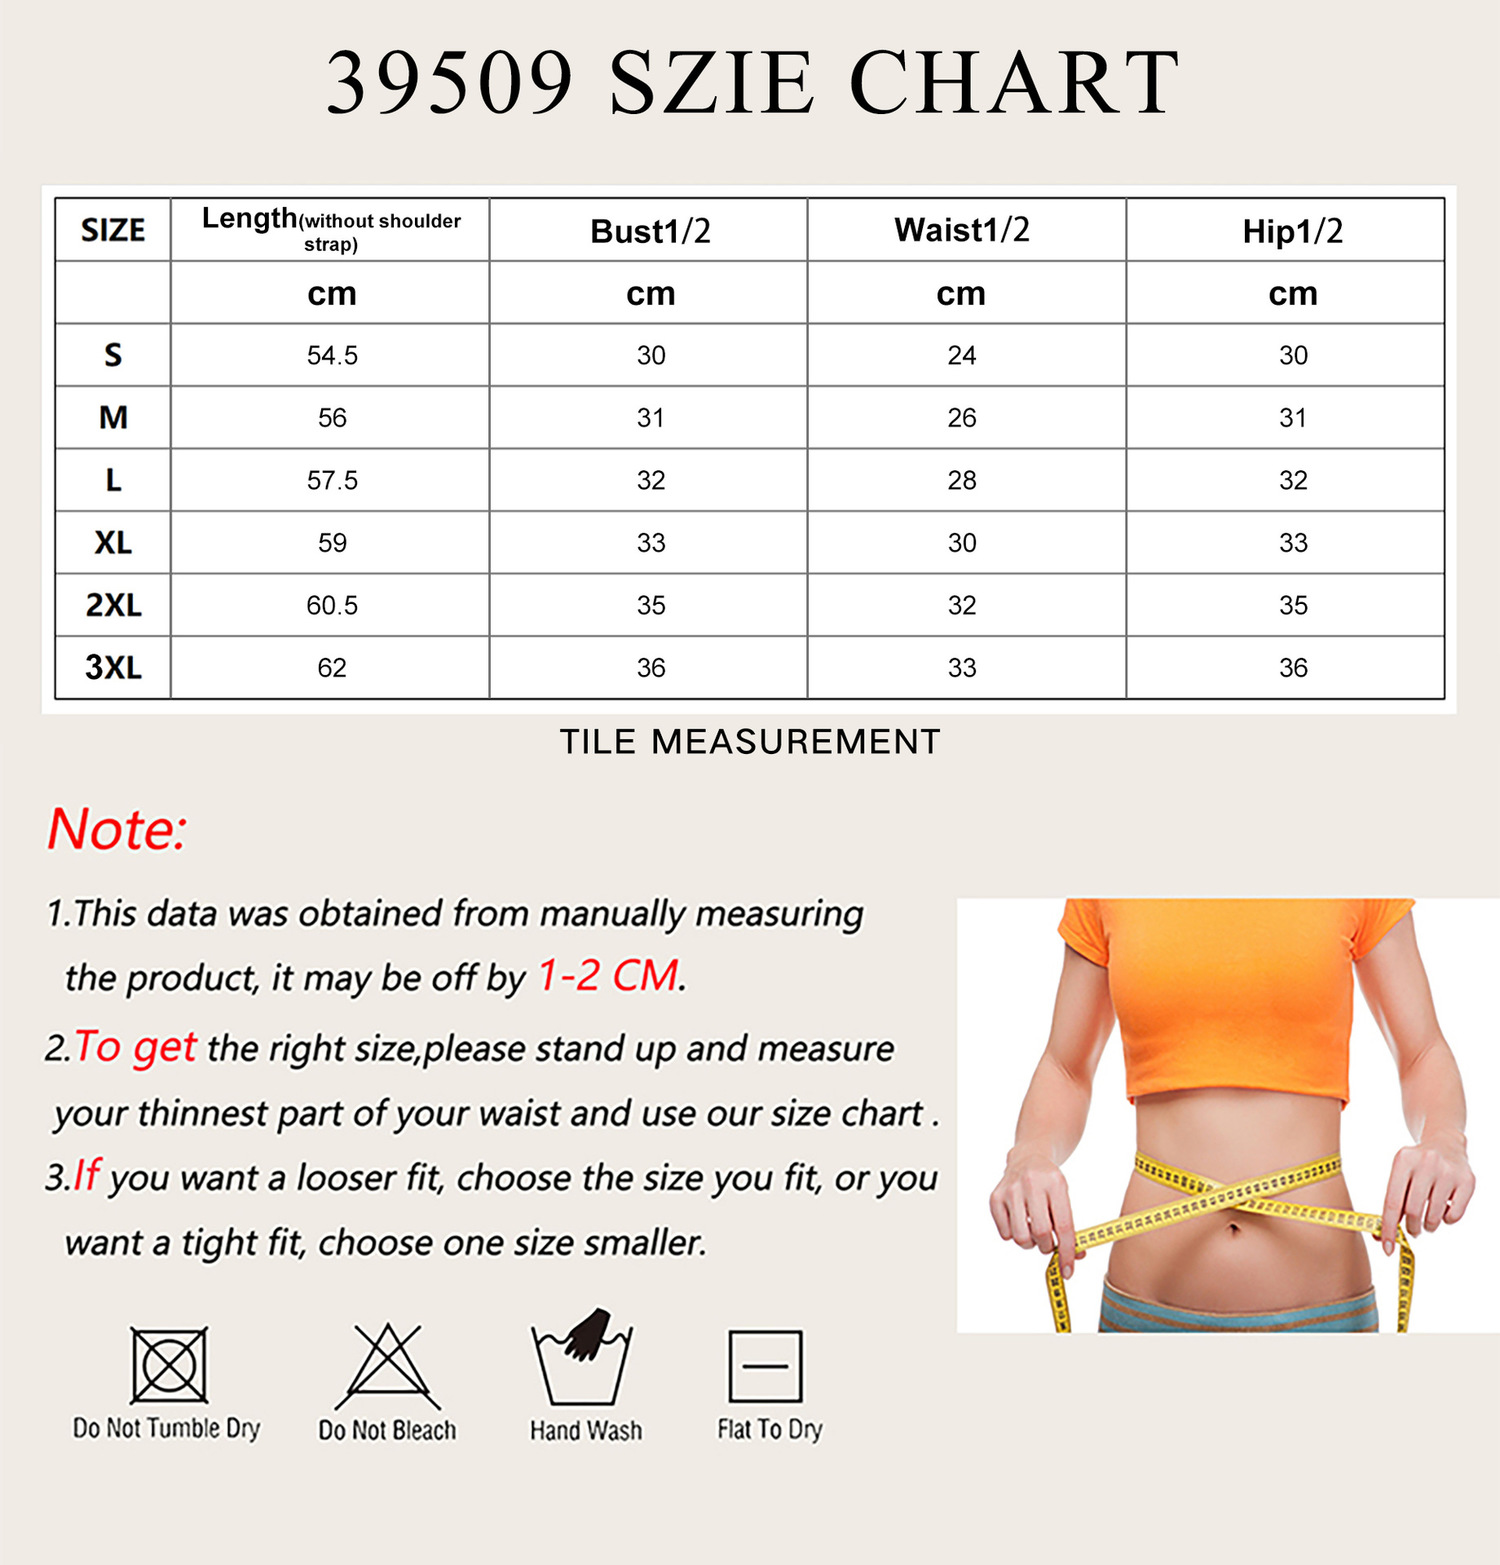 39509 SZIE CHART
SIZE Length(without shoulder strap) Bust1/2 Waist1/2 Hip1/2
cm cm cm cm
S 54.5 30 24 30
M 56 31 26 31
L 57.5 32 28 32
XL 59 33 30 33
2XL 60.5 35 32 35
3XL 62 36 33 36
TILE MEASUREMENT
Note:
1.This data was obtained from manually measuring
the product, it may be off by 1-2 CM.
2.To get the right size,please stand up and measure
your thinnest part of your waist and use our size chart .
3.If you want a looser fit, choose the size you fit, or you
want a tight fit, choose one size smaller.
Do Not Tumble Dry Do Not Bleach Hand Wash Flat To Dry